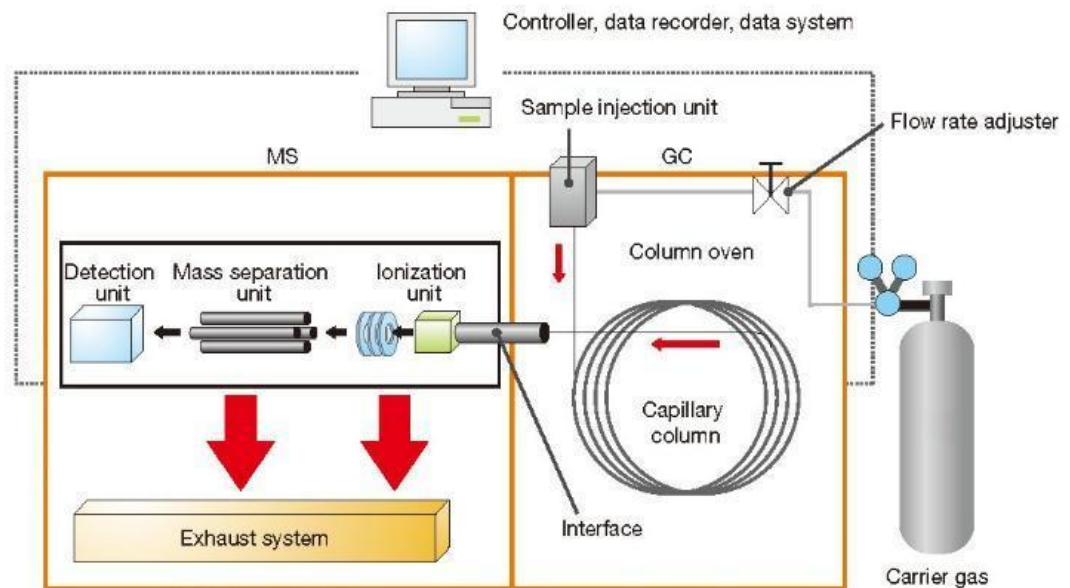 Controller, data recorder, data system
Sample injection unit
Flow rate adjuster
MS
GC
Column oven
Detection
unit
Mass separation
unit
Ionization
unit
Capillary
column
Interface
Exhaust system
Carrier gas